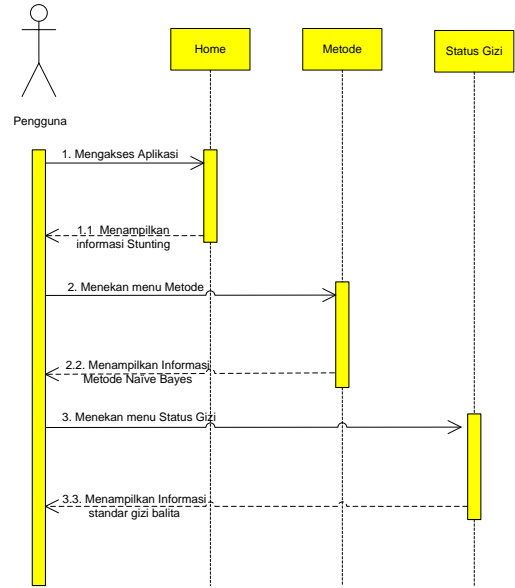 Home
Metode
Status Gizi
Pengguna
1. Mengakses Aplikasi
1.1 Menampilkan
informasi Stunting
2. Menekan menu Metode
2.2. Menampilkan Informasi
Metode Naïve Bayes
3. Menekan menu Status Gizi
3.3. Menampilkan Informasi
standar gizi balita